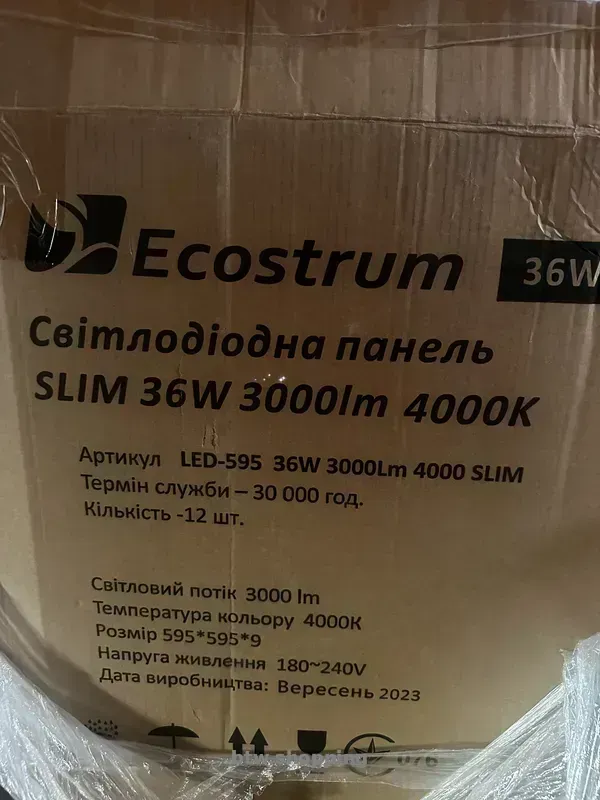 Ecostrum 36W
Світлодіодна панель
SLIM 36W 3000lm 4000K
Артикул LED-595 36W 3000Lm 4000 SLIM
Термін служби – 30 000 год.
Кількість -12 шт.
Світловий потік 3000 lm
Температура кольору 4000К
Розмір 595*595*9
Напруга живлення 180~240V
Дата виробництва: Вересень 2023
076